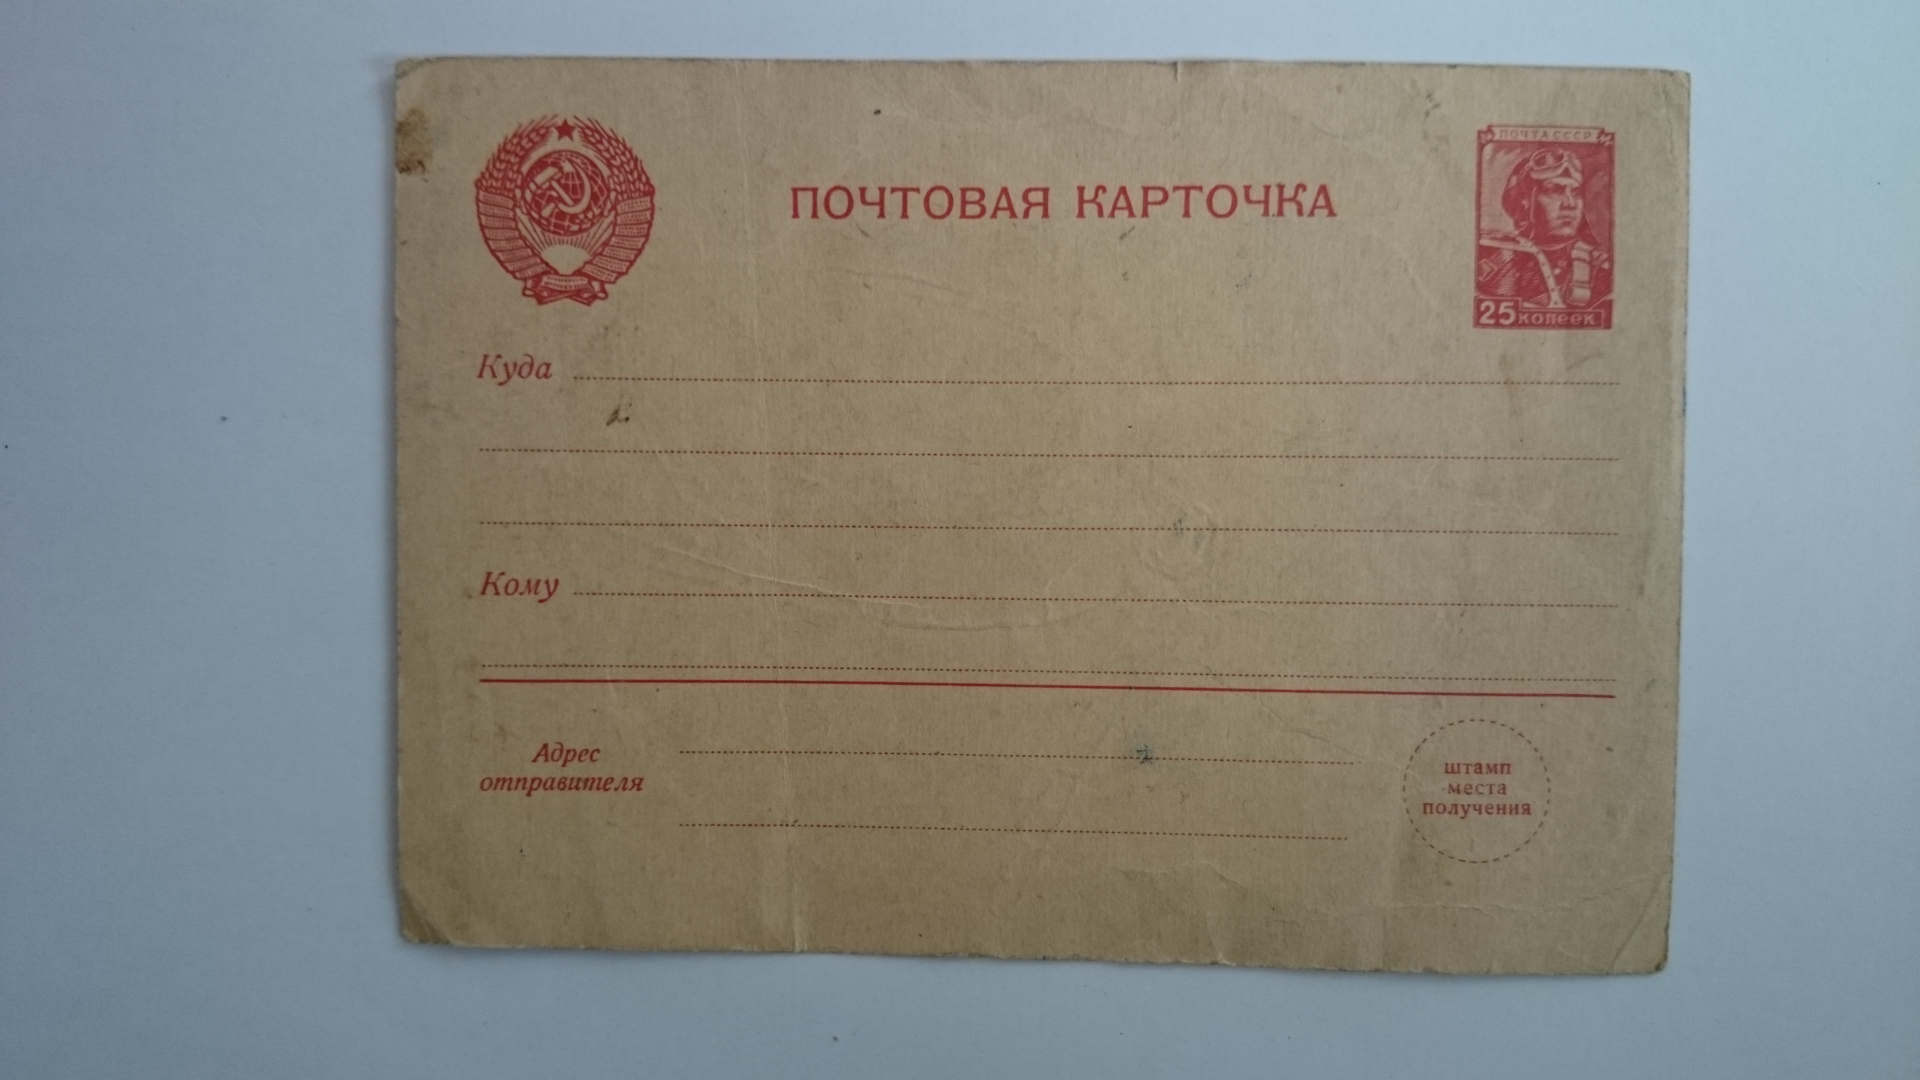 ПОЧТОВАЯ КАРТОЧКА
ПОЧТА СССР
25 копеек
Куда
Кому
Адрес
отправителя
штамп
места
получения